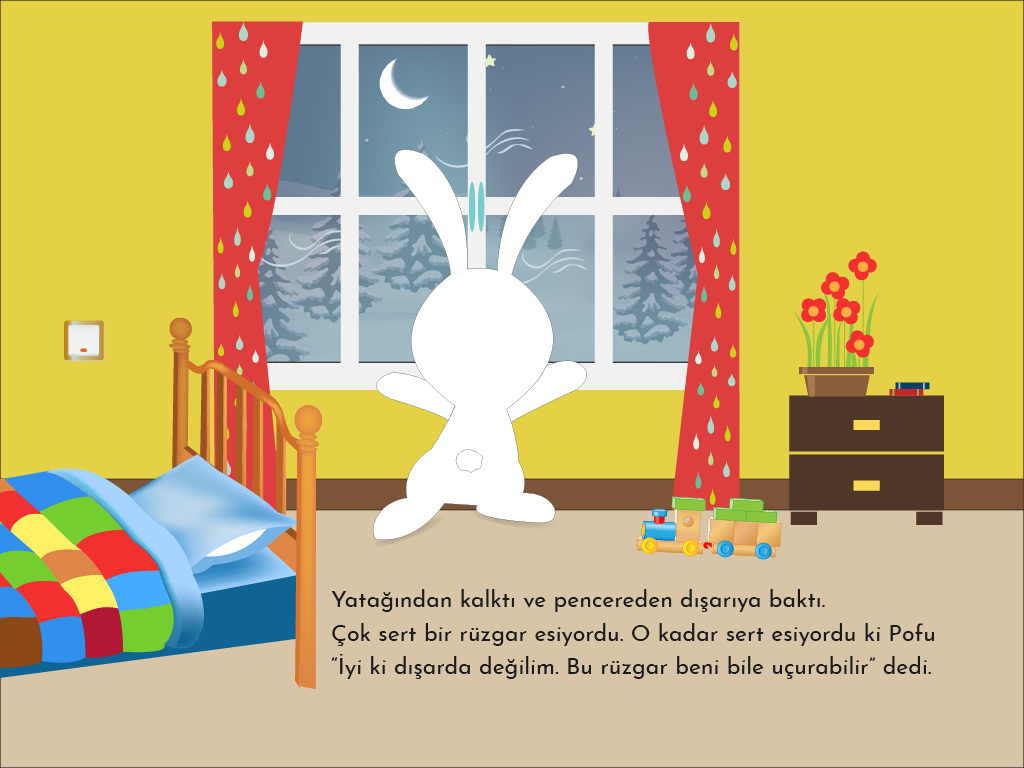 Yatağından kalktı ve pencereden dışarıya baktı.
Çok sert bir rüzgar esiyordu. O kadar sert esiyordu ki Pofu
“İyi ki dışarda değilim. Bu rüzgar beni bile uçurabilir” dedi.